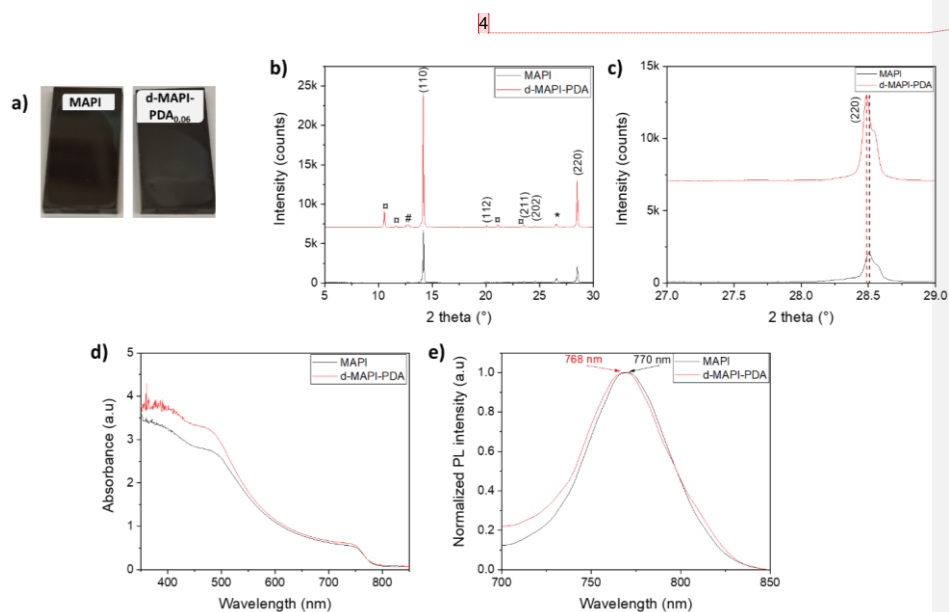 4
a)
MAPI
d-MAPI-
PDA0.06
b)
MAPI
d-MAPI-PDA
25k
20k
15k
10k
5k
0
Intensity (counts)
(110)
(112)
(211)
(202)
(220)
¤
¤
#
¤
¤
*
5
10
15
20
25
30
2 theta (°)
c)
MAPI
d-MAPI-PDA
15k
10k
5k
0
Intensity (counts)
(220)
27.0
27.5
28.0
28.5
29.0
2 theta (°)
d)
MAPI
d-MAPI-PDA
5
4
3
2
1
0
Absorbance (a.u)
400
500
600
700
800
Wavelength (nm)
e)
768 nm
770 nm
MAPI
d-MAPI-PDA
1.0
0.8
0.6
0.4
0.2
0.0
Normalized PL intensity (a.u)
700
750
800
850
Wavelength (nm)